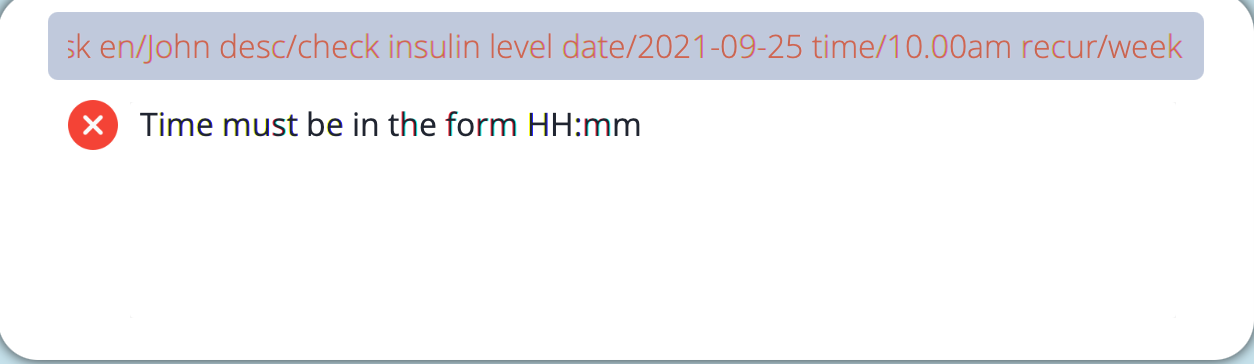 sk en/John desc/check insulin level date/2021-09-25 time/10.00am recur/week
Time must be in the form HH:mm